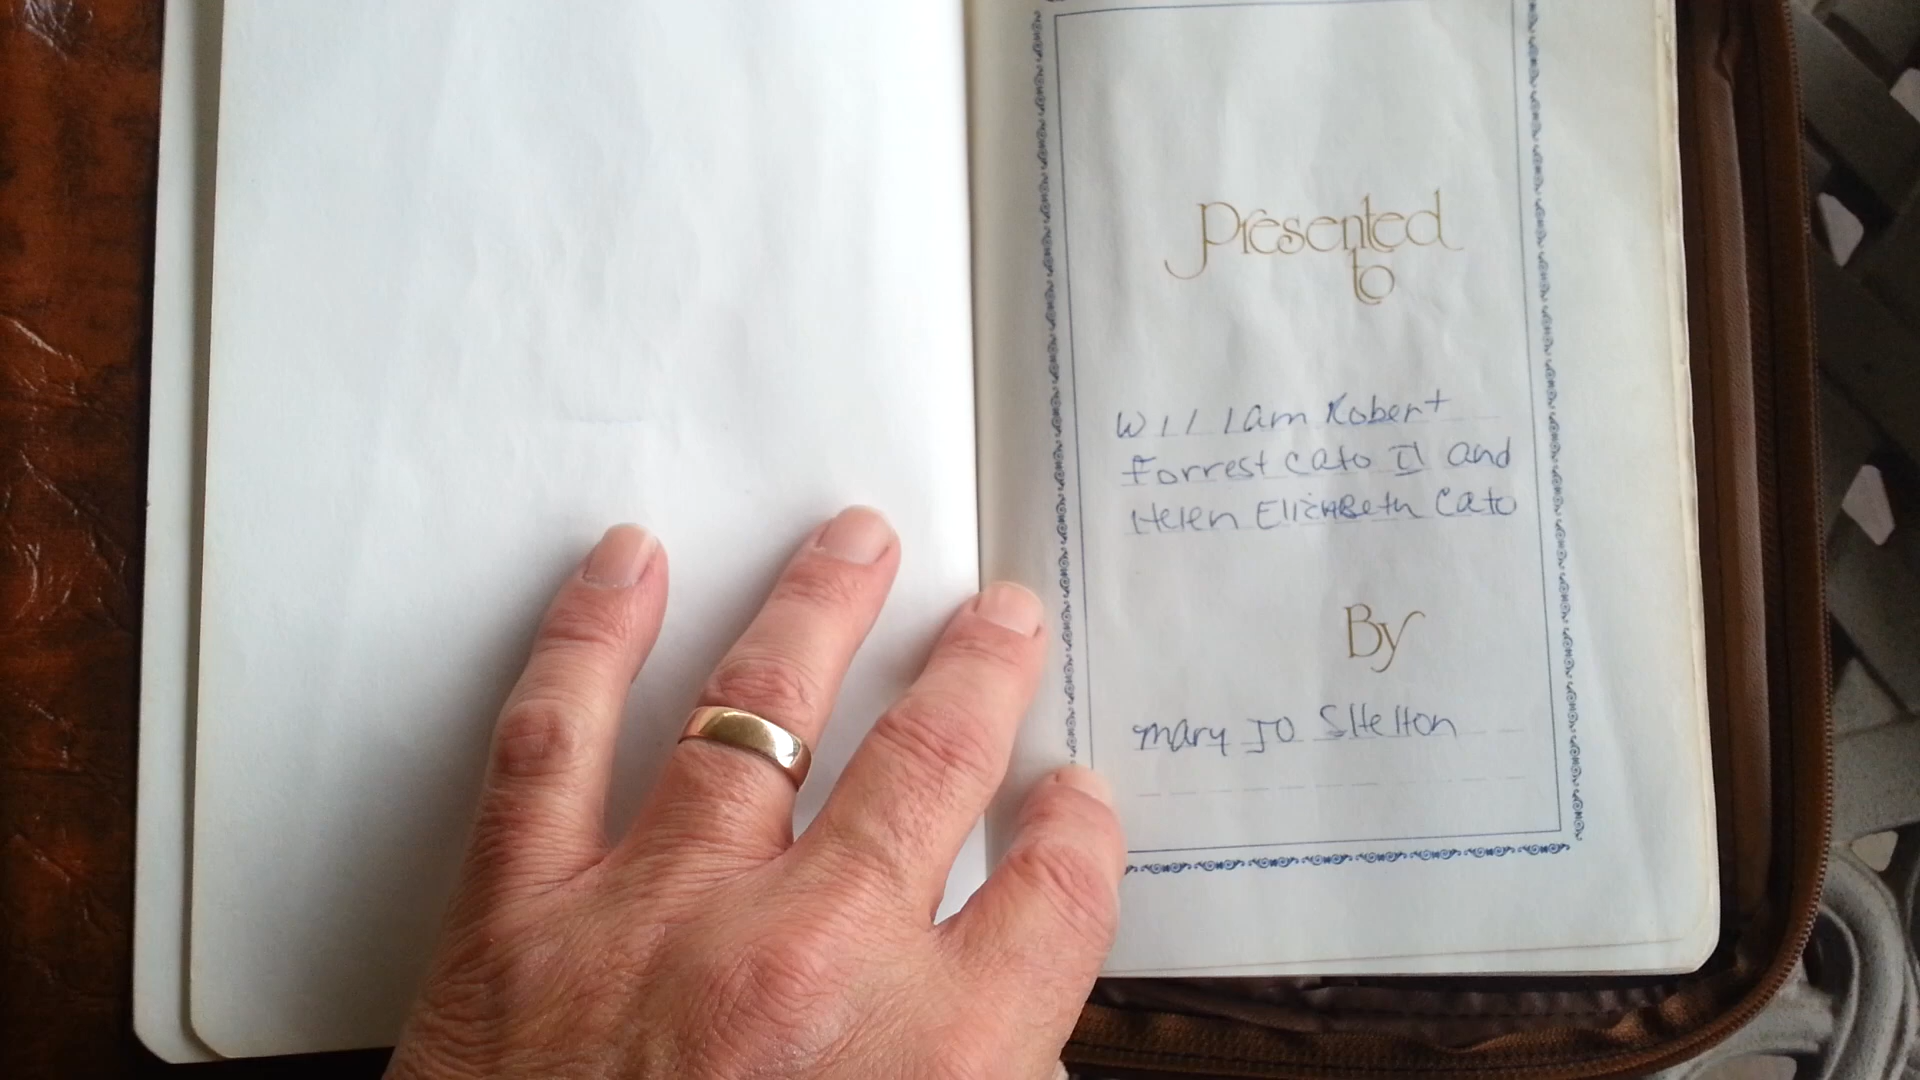 Presented
to
William Robert
Forrest Cato II and
Helen ElizaBeth Cato
By
Mary JO SHelton